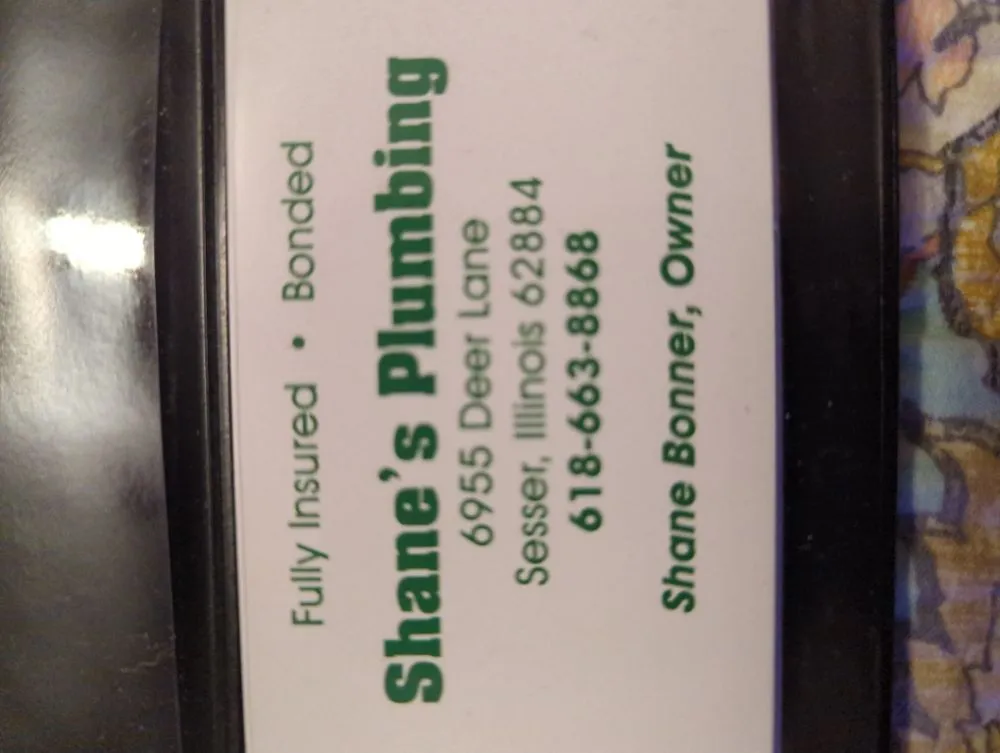 Fully Insured • Bonded
Shane's Plumbing
6955 Deer Lane
Sesser, Illinois 62884
618-663-8868
Shane Bonner, Owner